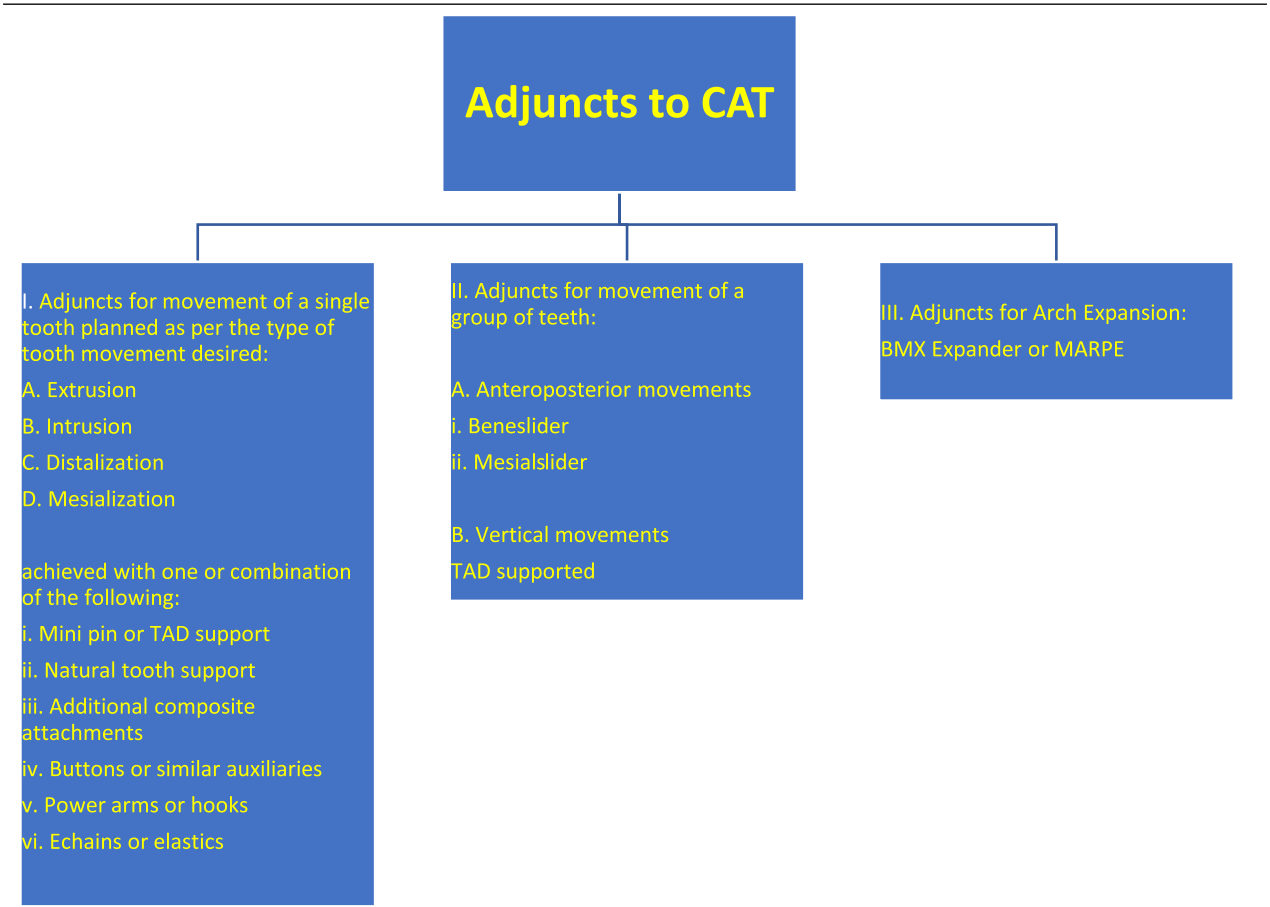 Adjuncts to CAT
I. Adjuncts for movement of a single
tooth planned as per the type of
tooth movement desired:
A. Extrusion
B. Intrusion
C. Distalization
D. Mesialization
achieved with one or combination
of the following:
i. Mini pin or TAD support
ii. Natural tooth support
iii. Additional composite
attachments
iv. Buttons or similar auxiliaries
v. Power arms or hooks
vi. Echains or elastics
II. Adjuncts for movement of a
group of teeth:
A. Anteroposterior movements
i. Beneslider
ii. Mesialslider
B. Vertical movements
TAD supported
III. Adjuncts for Arch Expansion:
BMX Expander or MARPE